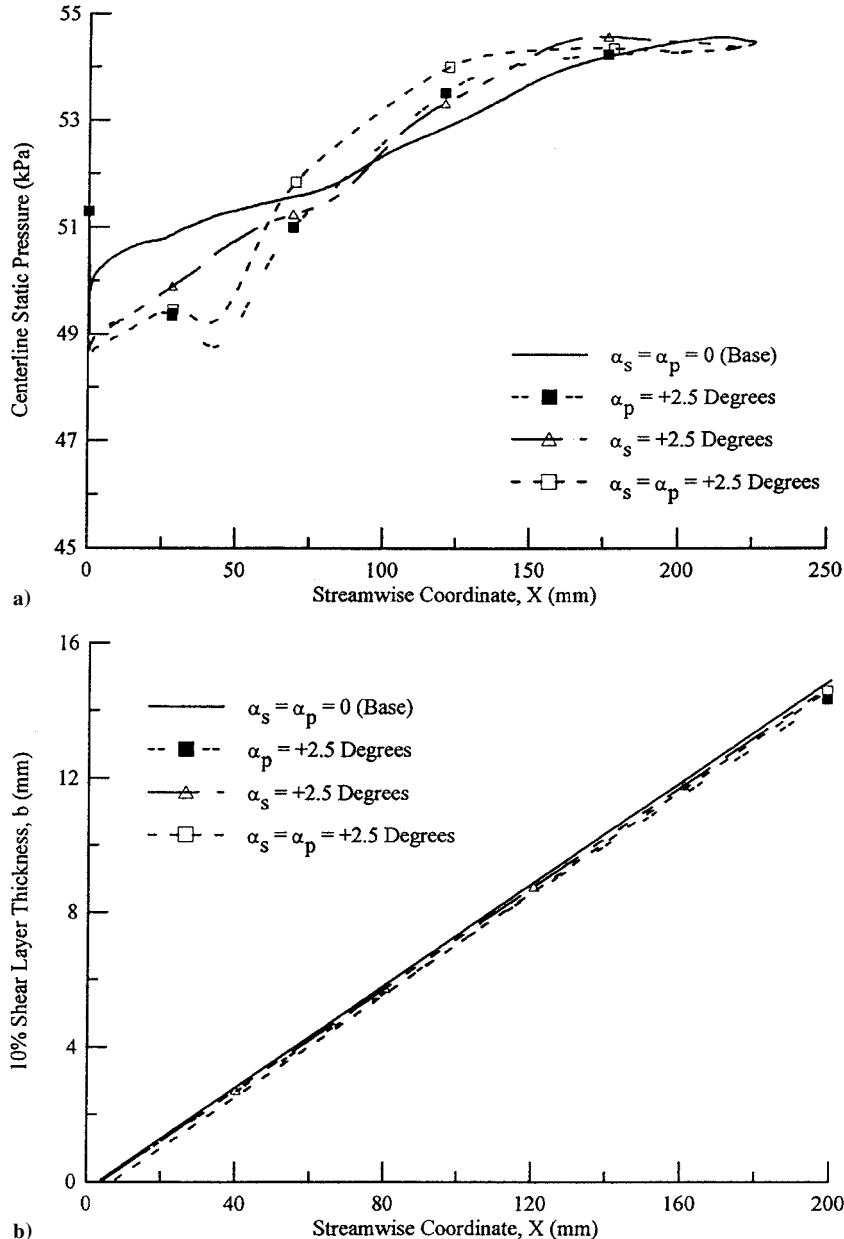 55
53
51
49
47
45
Centerline Static Pressure (kPa)
αs = αp = 0 (Base)
αp = +2.5 Degrees
αs = +2.5 Degrees
αs = αp = +2.5 Degrees
0 50 100 150 200 250
a)
Streamwise Coordinate, X (mm)
16
12
8
4
0
10% Shear Layer Thickness, b (mm)
αs = αp = 0 (Base)
αp = +2.5 Degrees
αs = +2.5 Degrees
αs = αp = +2.5 Degrees
0 40 80 120 160 200
b)
Streamwise Coordinate, X (mm)